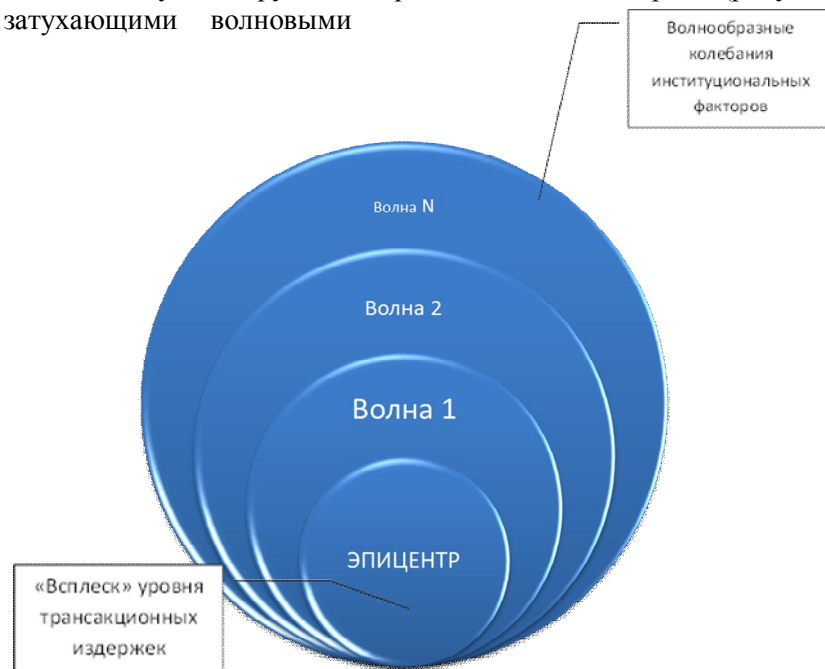 затухающими волновыми
Волнообразные
колебания
институциональных
факторов
Волна N
Волна 2
Волна 1
ЭПИЦЕНТР
«Всплеск» уровня
трансакционных
издержек